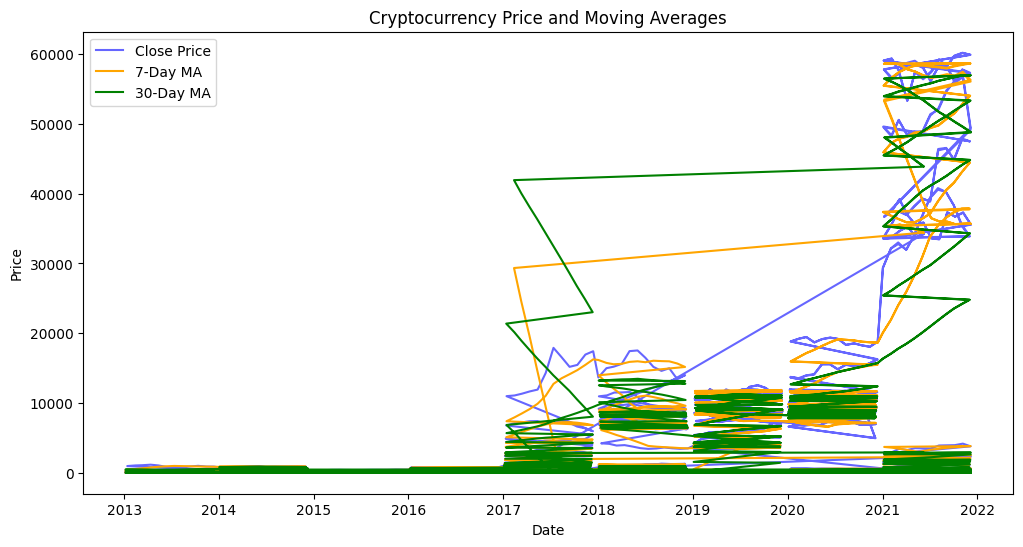 Cryptocurrency Price and Moving Averages
Close Price
7-Day MA
30-Day MA
60000
50000
40000
30000
20000
10000
0
Price
2013 2014 2015 2016 2017 2018 2019 2020 2021 2022
Date